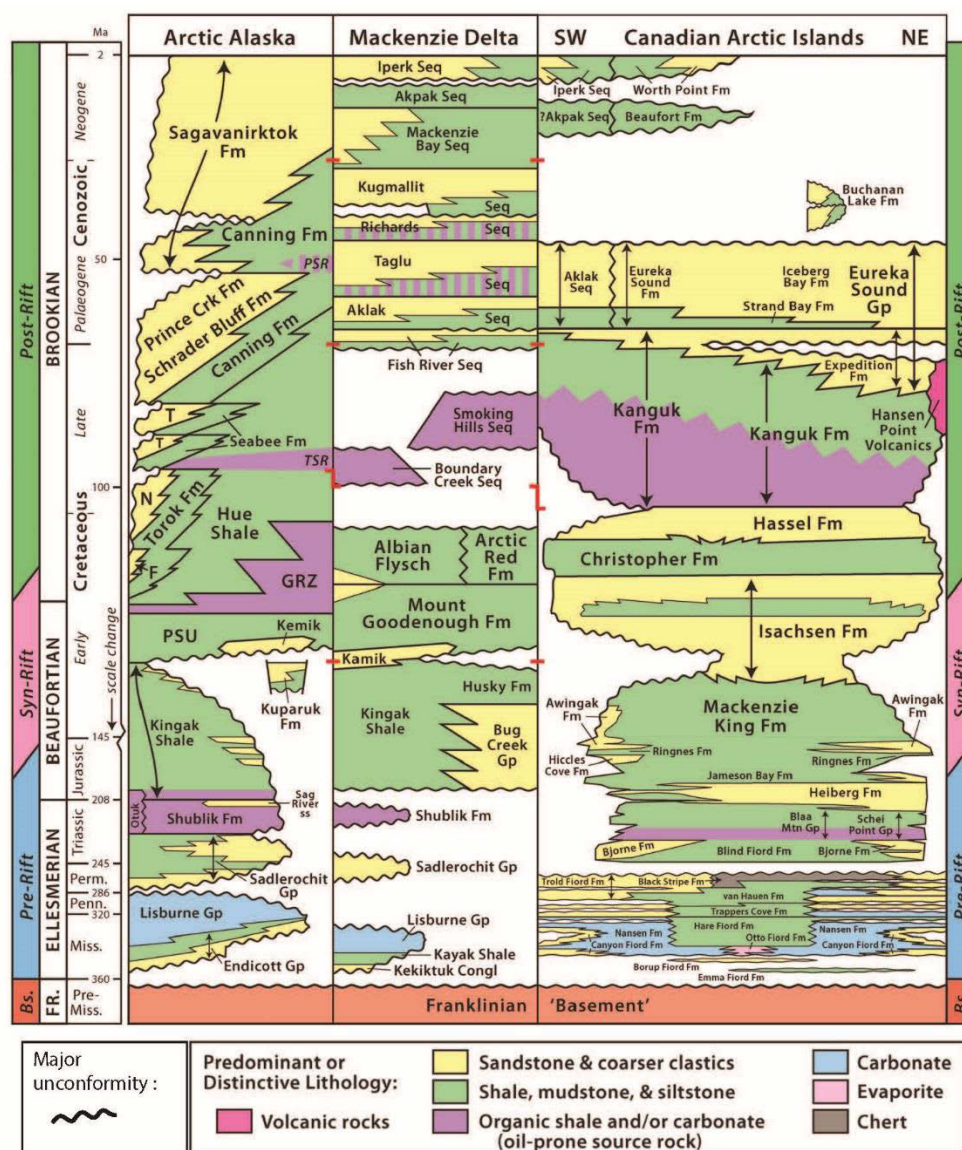 Ma
Arctic Alaska
Mackenzie Delta
SW
Canadian Arctic Islands
NE
2
50
100
145
208
245
286
320
360
Post-Rift
Syn-Rift
Pre-Rift
Bs.
BROOKIAN
BEAUFORTIAN
ELLESMERIAN
FR.
Neogene
Cenozoic
Palaeogene
Late
Cretaceous
Early
scale change
Jurassic
Triassic
Perm.
Penn.
Miss.
Pre-
Miss.
Sagavanirktok
Fm
Canning Fm
PSR
Prince Crk Fm
Schrader Bluff Fm
Canning Fm
T
T
Seabee Fm
TSR
N
Torok Fm
F
Hue
Shale
GRZ
PSU
Kemik
Kuparuk
Fm
Kingak
Shale
Otuk
Sag
River
ss
Shublik Fm
Sadlerochit
Gp
Lisburne Gp
Endicott Gp
Iperk Seq
Akpak Seq
Mackenzie
Bay Seq
Kugmallit
Seq
Richards
Seq
Taglu
Seq
Aklak
Seq
Fish River Seq
Smoking
Hills Seq
Boundary
Creek Seq
Albian
Flysch
Arctic
Red
Fm
Mount
Goodenough Fm
Kamik
Husky Fm
Kingak
Shale
Bug
Creek
Gp
Shublik Fm
Sadlerochit Gp
Lisburne Gp
Kayak Shale
Kekiktuk Congl
Iperk Seq
Worth Point Fm
?Akpak Seq
Beaufort Fm
Buchanan
Lake Fm
Aklak
Seq
Eureka
Sound
Fm
Iceberg
Bay Fm
Eureka
Sound
Gp
Strand Bay Fm
Expedition
Fm
Kanguk
Fm
Kanguk Fm
Hansen
Point
Volcanics
Hassel Fm
Christopher Fm
Isachsen Fm
Awingak
Fm
Mackenzie
King Fm
Awingak
Fm
Ringnes Fm
Hiccles
Cove Fm
Ringnes Fm
Jameson Bay Fm
Heiberg Fm
Blaa
Mtn Gp
Schei
Point Gp
Bjorne Fm
Blind Fiord Fm
Bjorne Fm
Trold Fiord Fm
Black Stripe Fm
van Hauen Fm
Trappers Cove Fm
Hare Fiord Fm
Nansen Fm
Nansen Fm
Otto Fiord Fm
Canyon Fiord Fm
Canyon Fiord Fm
Borup Fiord Fm
Emma Fiord Fm
Franklinian
'Basement'
Post-Rift
Syn-Rift
Pre-Rift
Bs
Major
unconformity :
Predominant or
Distinctive Lithology:
Volcanic rocks
Sandstone & coarser clastics
Shale, mudstone, & siltstone
Organic shale and/or carbonate
(oil-prone source rock)
Carbonate
Evaporite
Chert